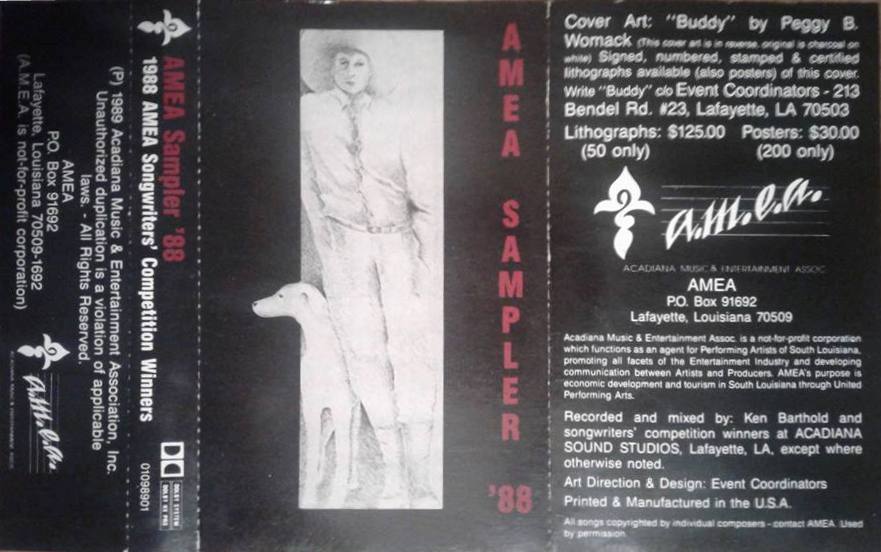 AMEA Sampler '88
1988 AMEA Songwriters' Competition Winners
DOLBY SYSTEM
DOLBY HX PRO
01098901
(P) 1989 Acadiana Music & Entertainment Association, Inc.
Unauthorized duplication is a violation of applicable
laws. - All Rights Reserved.
AMEA
P.O. Box 91692
Lafayette, Louisiana 70509-1692
(A.M.E.A. is not-for-profit corporation)
a.m.e.a.
ACADIANA MUSIC & ENTERTAINMENT ASSOC.
AMEA SAMPLER '88
Cover Art: "Buddy" by Peggy B.
Womack (This cover art is in reverse, original is charcoal on
white) Signed, numbered, stamped & certified
lithographs available (also posters) of this cover.
Write "Buddy" c/o Event Coordinators - 213
Bendel Rd. #23, Lafayette, LA 70503
Lithographs: $125.00 Posters: $30.00
(50 only) (200 only)
a.m.e.a.
ACADIANA MUSIC & ENTERTAINMENT ASSOC.
AMEA
P.O. Box 91692
Lafayette, Louisiana 70509
Acadiana Music & Entertainment Assoc. is a not-for-profit corporation
which functions as an agent for Performing Artists of South Louisiana,
promoting all facets of the Entertainment Industry and developing
communication between Artists and Producers. AMEA's purpose is
economic development and tourism in South Louisiana through United
Performing Arts.
Recorded and mixed by: Ken Barthold and
songwriters' competition winners at ACADIANA
SOUND STUDIOS, Lafayette, LA, except where
otherwise noted.
Art Direction & Design: Event Coordinators
Printed & Manufactured in the U.S.A.
All songs copyrighted by individual composers - contact AMEA. Used
by permission.